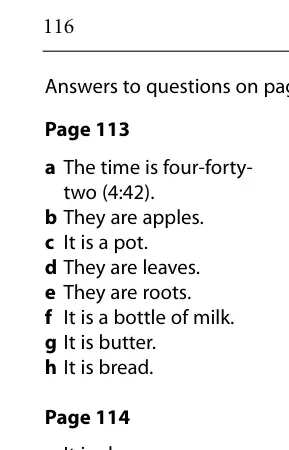 116
Answers to questions on
Page 113
a The time is four-forty-
two (4:42).
b They are apples.
c It is a pot.
d They are leaves.
e They are roots.
f It is a bottle of milk.
g It is butter.
h It is bread.
Page 114